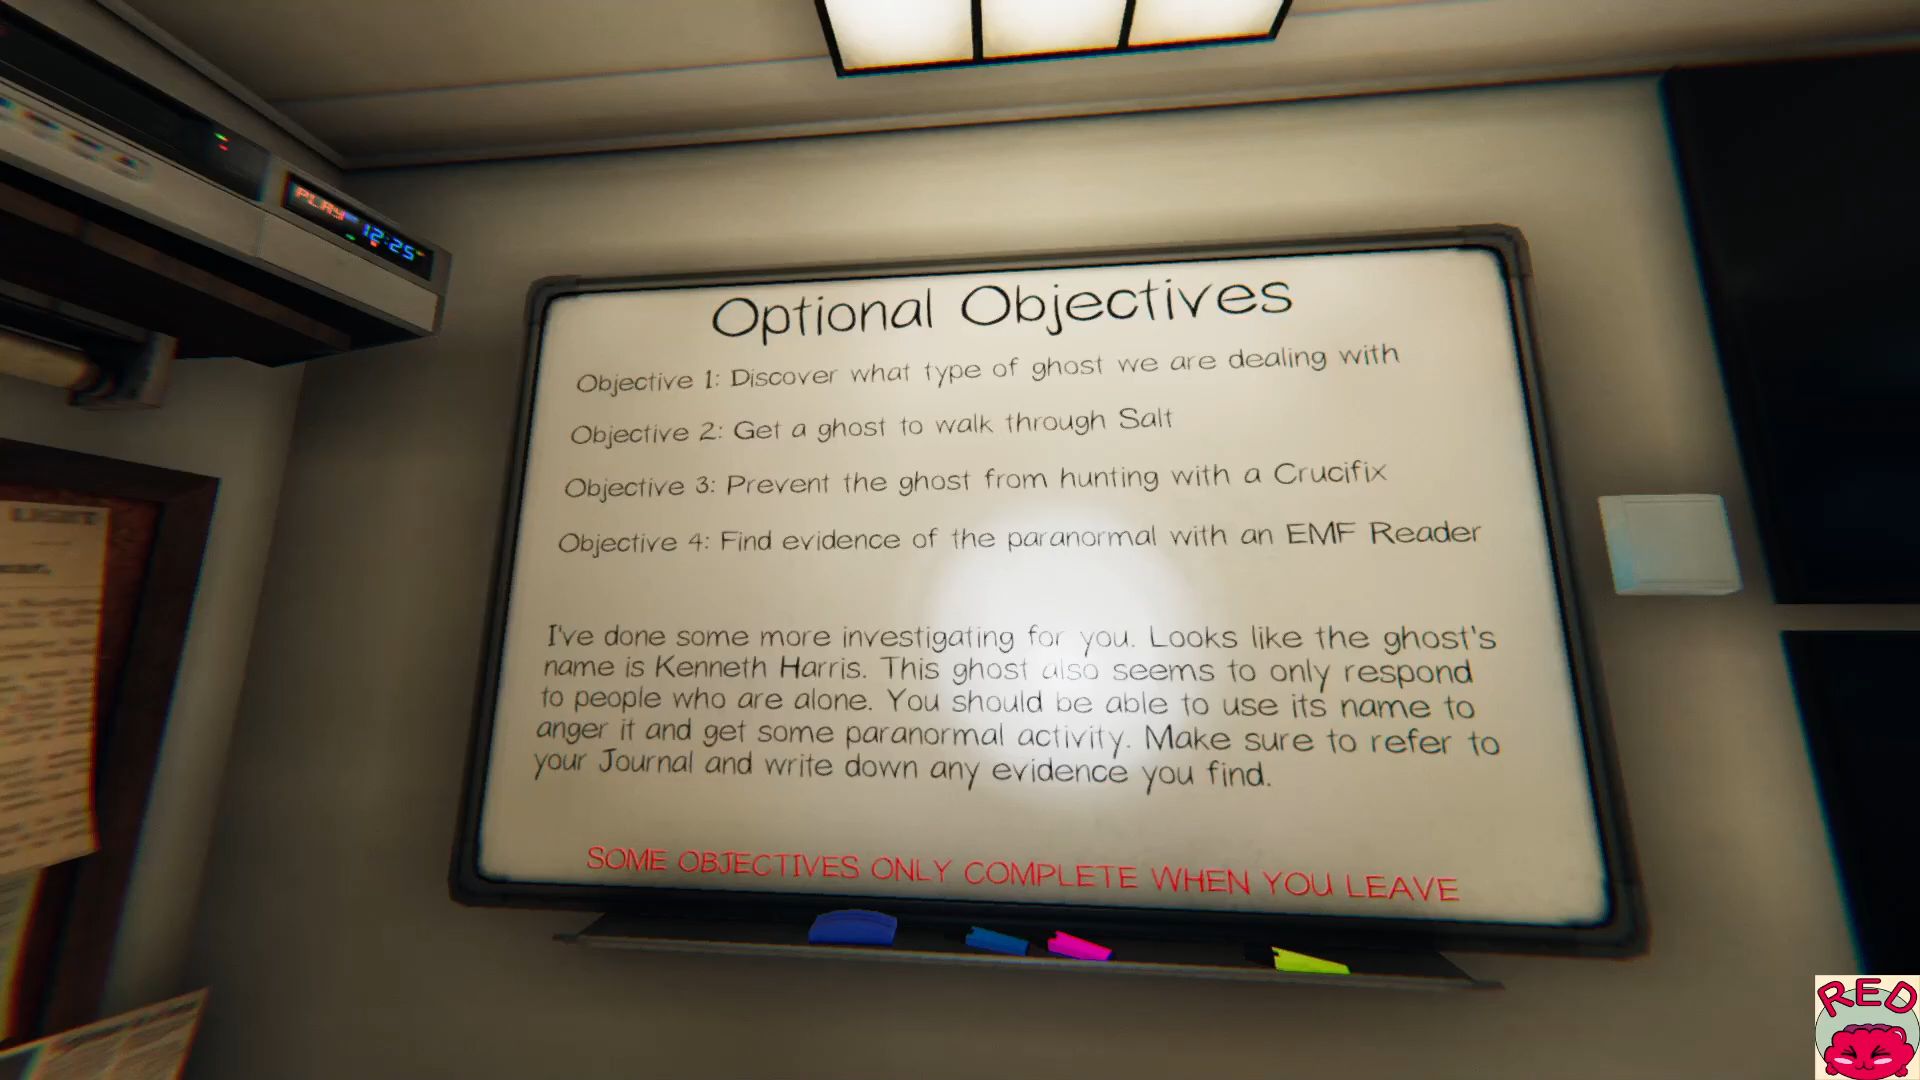 PLAY
12:25
Optional Objectives
Objective 1: Discover what type of ghost we are dealing with
Objective 2: Get a ghost to walk through Salt
Objective 3: Prevent the ghost from hunting with a Crucifix
Objective 4: Find evidence of the paranormal with an EMF Reader
I've done some more investigating for you. Looks like the ghost's
name is Kenneth Harris. This ghost also seems to only respond
to people who are alone. You should be able to use its name to
anger it and get some paranormal activity. Make sure to refer to
your Journal and write down any evidence you find.
SOME OBJECTIVES ONLY COMPLETE WHEN YOU LEAVE
RED